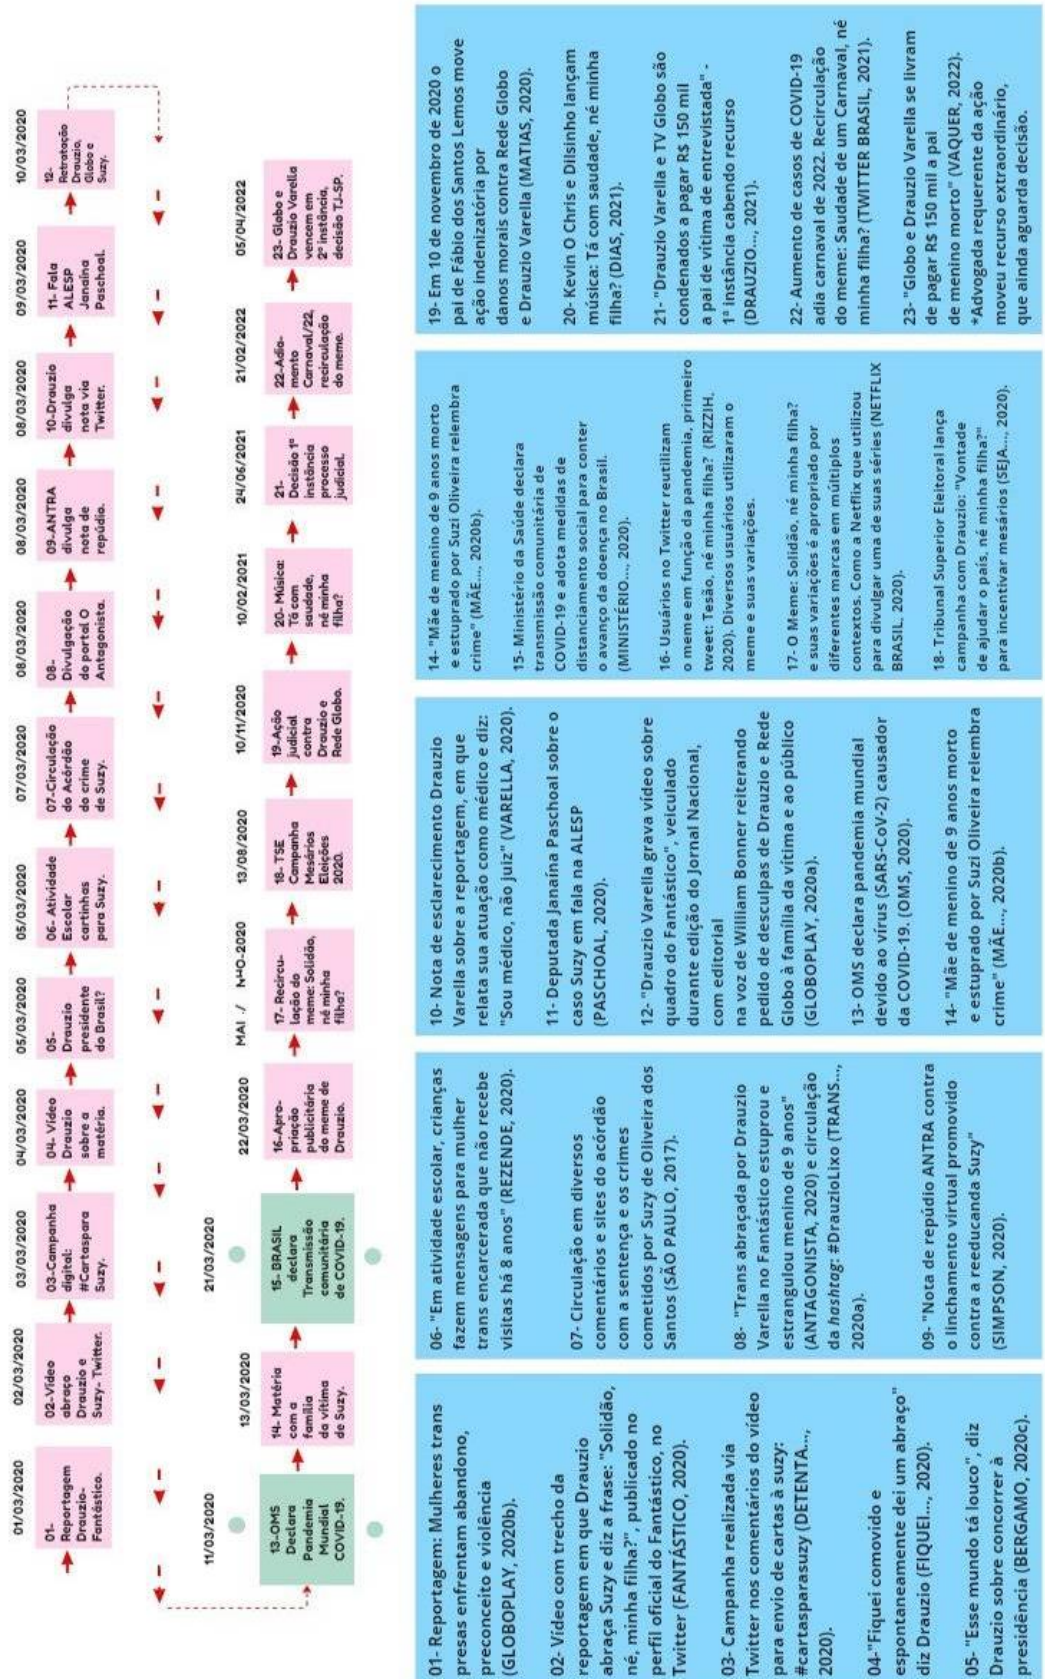 01/03/2020
01-
Reportagem
Drauzio-
Fantástico.
02/03/2020
02-Vídeo
abraço
Drauzio e
Suzy- Twitter.
03/03/2020
03-Campanha
digital:
#Cartaspara
Suzy.
04/03/2020
04- Vídeo
Drauzio
sobre a
matéria.
05/03/2020
05-
Drauzio
presidente
do Brasil?
05/03/2020
06- Atividade
Escolar
cartinhas
para Suzy.
07/03/2020
07-Circulação
do Acórdão
do crime
de Suzy.
08/03/2020
08-
Divulgação
do portal O
Antagonista.
08/03/2020
09-ANTRA
divulga
nota de
repúdio.
08/03/2020
10-Drauzio
divulga
nota via
Twitter.
09/03/2020
11- Fala
ALESP
Janaína
Paschoal.
10/03/2020
12-
Retratação
Drauzio,
Globo e
Suzy.
11/03/2020
13-OMS
Declara
Pandemia
Mundial
COVID-19.
13/03/2020
14- Matéria
com a
família
da vítima
de Suzy.
21/03/2020
15- BRASIL
declara
Transmissão
comunitária
de COVID-19.
22/03/2020
16-Apro-
priação
publicitária
do meme de
Drauzio.
MAI /
17- Recircu-
lação do
meme: Solidão,
né minha
filha?
13/08/2020
18- TSE
Campanha
Mesários
Eleições
2020.
10/11/2020
19-Ação
judicial
contra
Drauzio e
Rede Globo.
10/02/2021
20- Música:
Tá com
saudade,
né minha
filha?
24/06/2021
21-
Decisão 1º
instância
processo
judicial.
21/02/2022
22-Adia-
mento
Carnaval/22,
recirculação
do meme.
05/04/2022
23- Globo e
Drauzio Varella
vencem em
2º instância,
decisão TJ-SP.
01- Reportagem: Mulheres trans
presas enfrentam abandono,
preconceito e violência
(GLOBOPLAY, 2020b).
02- Vídeo com trecho da
reportagem em que Drauzio
abraça Suzy e diz a frase: "Solidão,
né, minha filha?", publicado no
perfil oficial do Fantástico, no
Twitter (FANTÁSTICO, 2020).
03- Campanha realizada via
Twitter nos comentários do vídeo
para envio de cartas à suzy:
#cartasparasuzy (DETENTA...,
2020).
04-"Fiquei comovido e
espontaneamente dei um abraço"
diz Drauzio (FIQUEI..., 2020).
05- "Esse mundo tá louco", diz
Drauzio sobre concorrer à
presidência (BERGAMO, 2020c).
06- "Em atividade escolar, crianças
fazem mensagens para mulher
trans encarcerada que não recebe
visitas há 8 anos" (REZENDE, 2020).
07- Circulação em diversos
comentários e sites do acórdão
com a sentença e os crimes
cometidos por Suzy de Oliveira dos
Santos (SÃO PAULO, 2017).
08- "Trans abraçada por Drauzio
Varella no Fantástico estuprou e
estrangulou menino de 9 anos"
(ANTAGONISTA, 2020) e circulação
da hashtag: #DrauzioLixo (TRANS...,
2020a).
09- "Nota de repúdio ANTRA contra
o linchamento virtual promovido
contra a reeducanda Suzy"
(SIMPSON, 2020).
10- Nota de esclarecimento Drauzio
Varella sobre a reportagem, em que
relata sua atuação como médico e diz:
"Sou médico, não juiz" (VARELLA, 2020).
11- Deputada Janaína Paschoal sobre o
caso Suzy em fala na ALESP
(PASCHOAL, 2020).
12- "Drauzio Varella grava vídeo sobre
quadro do Fantástico", veiculado
durante edição do Jornal Nacional,
com editorial
na voz de William Bonner reiterando
pedido de desculpas de Drauzio e Rede
Globo à família da vítima e ao público
(GLOBOPLAY, 2020a).
13- OMS declara pandemia mundial
devido ao vírus (SARS-CoV-2) causador
da COVID-19. (OMS, 2020).
14- "Mãe de menino de 9 anos morto
e estuprado por Suzi Oliveira relembra
crime" (MÃE..., 2020b).
14- "Mãe de menino de 9 anos morto
e estuprado por Suzi Oliveira relembra
crime" (MÃE..., 2020b).
15- Ministério da Saúde declara
transmissão comunitária de
COVID-19 e adota medidas de
distanciamento social para conter
o avanço da doença no Brasil.
(MINISTÉRIO..., 2020).
16- Usuários no Twitter reutilizam
o meme em função da pandemia, primeiro
tweet: Tesão, né minha filha? (RIZZIH,
2020). Diversos usuários utilizaram o
meme e suas variações.
17- O Meme: Solidão, né minha filha?
e suas variações é apropriado por
diferentes marcas em múltiplos
contextos. Como a Netflix que utilizou
para divulgar uma de suas séries (NETFLIX
BRASIL, 2020).
18- Tribunal Superior Eleitoral lança
campanha com Drauzio: "Vontade
de ajudar o país, né minha filha?"
para incentivar mesários (SEJA..., 2020).
19- Em 10 de novembro de 2020 o
pai de Fábio dos Santos Lemos move
ação indenizatória por
danos morais contra Rede Globo
e Drauzio Varella (MATIAS, 2020).
20- Kevin O Chris e Dilsinho lançam
música: Tá com saudade, né minha
filha? (DIAS, 2021).
21- "Drauzio Varella e TV Globo são
condenados a pagar R$ 150 mil
a pai de vítima de entrevistada" -
1ª instância cabendo recurso
(DRAUZIO..., 2021).
22- Aumento de casos de COVID-19
adia carnaval de 2022. Recirculação
do meme: Saudade de um Carnaval, né
minha filha? (TWITTER BRASIL, 2021).
23- "Globo e Drauzio Varella se livram
de pagar R$ 150 mil a pai
de menino morto" (VAQUER, 2022).
*Advogada requerente da ação
moveu recurso extraordinário,
que ainda aguarda decisão.